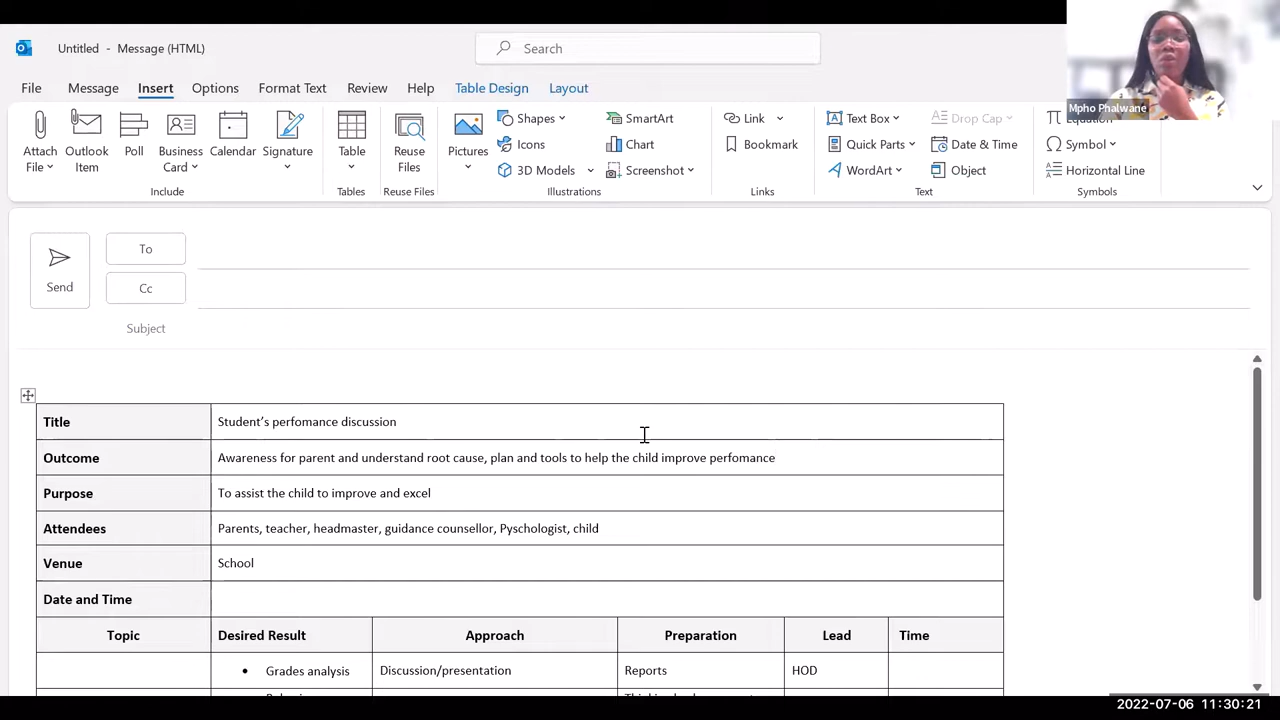 Untitled - Message (HTML)
Search
File Message Insert Options Format Text Review Help Table Design Layout
Attach File
Outlook Item
Poll
Business Card
Calendar
Signature
Include
Table
Tables
Reuse Files
Reuse Files
Pictures
Shapes
Icons
3D Models
SmartArt
Chart
Screenshot
Illustrations
Link
Bookmark
Links
Text Box
Quick Parts
WordArt
Drop Cap
Date & Time
Object
Text
Equation
Symbol
Horizontal Line
Symbols
Mpho Phalwane
Send
To
Cc
Subject
Title Student's perfomance discussion
Outcome Awareness for parent and understand root cause, plan and tools to help the child improve perfomance
Purpose To assist the child to improve and excel
Attendees Parents, teacher, headmaster, guidance counsellor, Pyschologist, child
Venue School
Date and Time
Topic Desired Result Approach Preparation Lead Time
• Grades analysis Discussion/presentation Reports HOD
2022-07-06 11:30:21